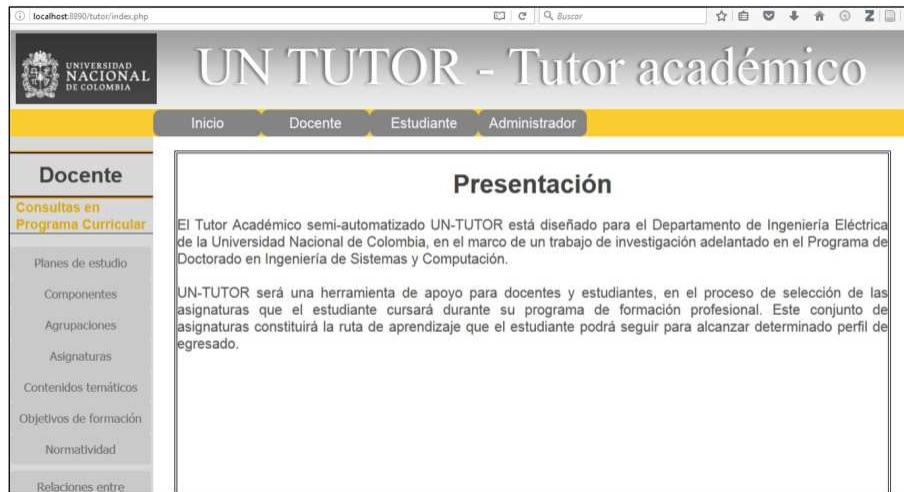 localhost:8890/tutor/index.php
Buscar
UNIVERSIDAD
NACIONAL
DE COLOMBIA
UN TUTOR - Tutor académico
Inicio
Docente
Estudiante
Administrador
Docente
Consultas en
Programa Curricular
Planes de estudio
Componentes
Agrupaciones
Asignaturas
Contenidos temáticos
Objetivos de formación
Normatividad
Relaciones entre
Presentación
El Tutor Académico semi-automatizado UN-TUTOR está diseñado para el Departamento de Ingeniería Eléctrica
de la Universidad Nacional de Colombia, en el marco de un trabajo de investigación adelantado en el Programa de
Doctorado en Ingeniería de Sistemas y Computación.
UN-TUTOR será una herramienta de apoyo para docentes y estudiantes, en el proceso de selección de las
asignaturas que el estudiante cursará durante su programa de formación profesional. Este conjunto de
asignaturas constituirá la ruta de aprendizaje que el estudiante podrá seguir para alcanzar determinado perfil de
egresado.